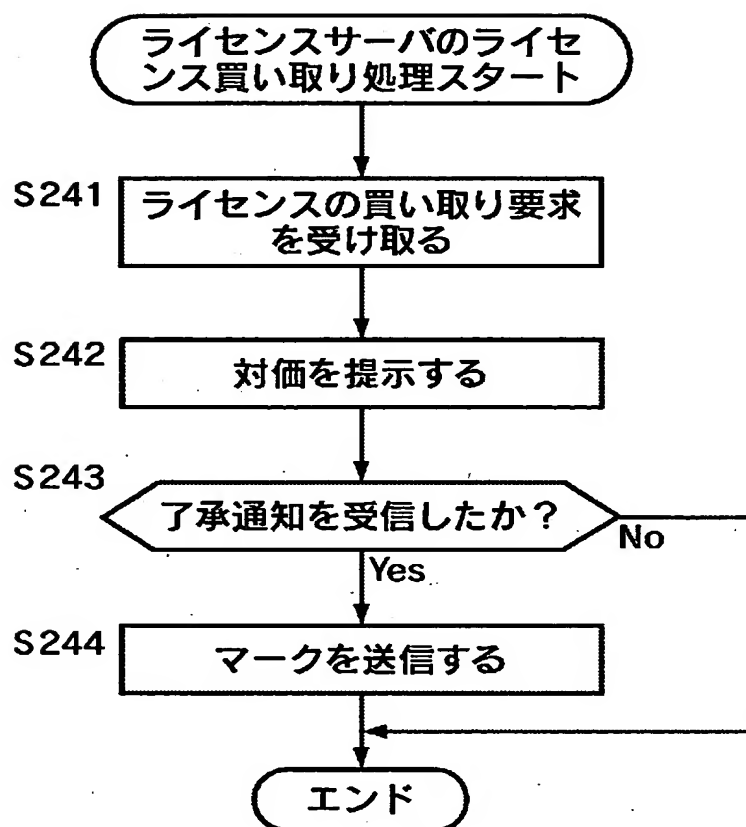 ライセンスサーバのライセ
ンス買い取り処理スタート
S241
ライセンスの買い取り要求
を受け取る
S242
対価を提示する
S243
了承通知を受信したか？
No
Yes
S244
マークを送信する
エンド